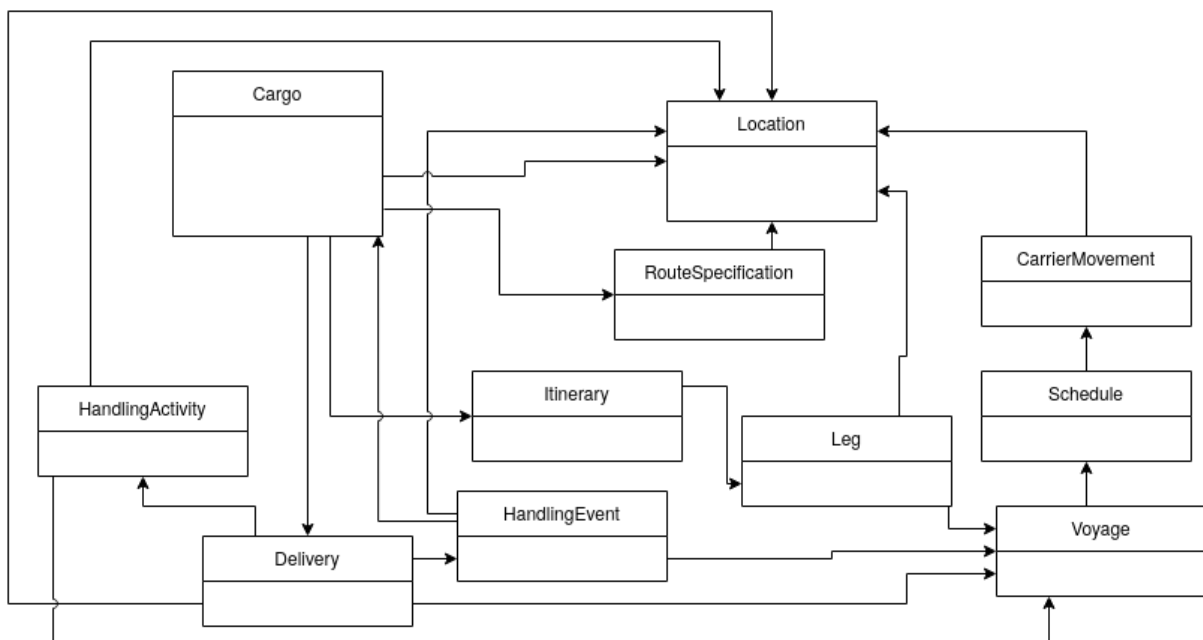 Cargo
Location
RouteSpecification
CarrierMovement
Itinerary
Schedule
HandlingActivity
Leg
HandlingEvent
Voyage
Delivery